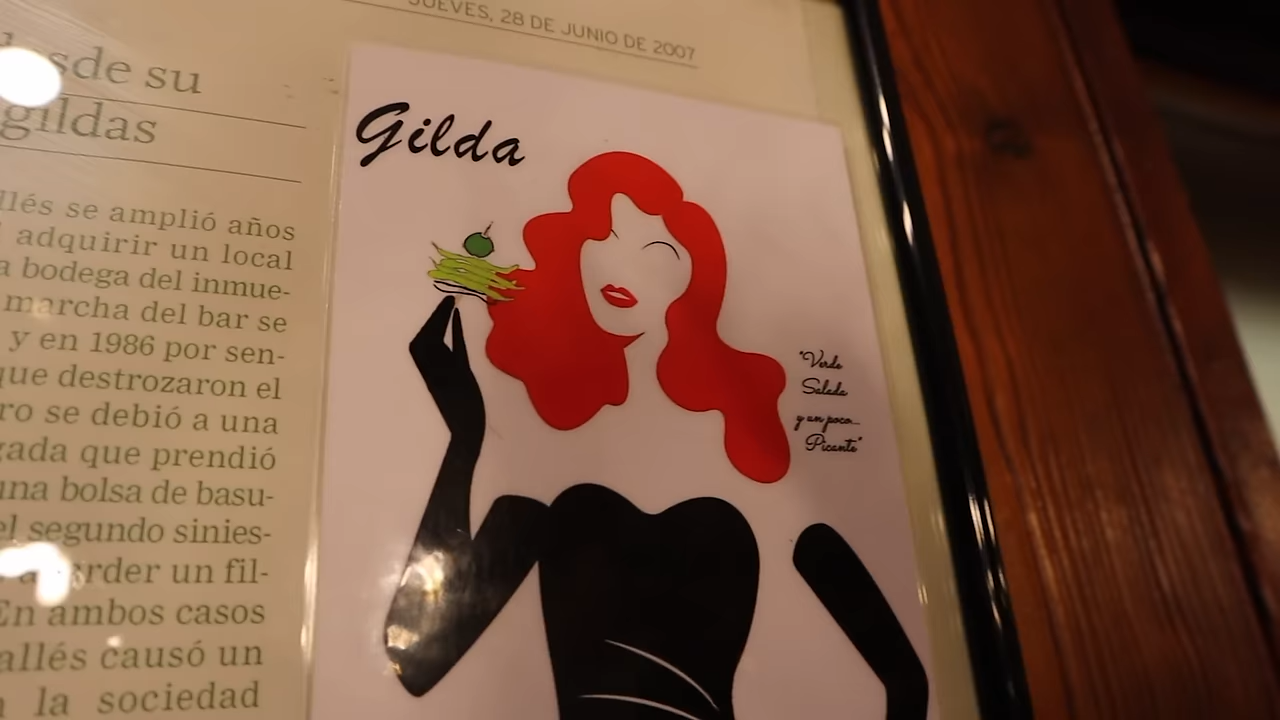 JUEVES, 28 DE JUNIO DE 2007
desde su
gildas
llés se amplió años
adquirir un local
a bodega del inmue-
marcha del bar se
y en 1986 por sen-
que destrozaron el
ro se debió a una
gada que prendió
una bolsa de basu-
el segundo sinies-
arder un fil-
En ambos casos
allés causó un
la sociedad
Gilda
"Verde
Salada
y un poco...
Picante"